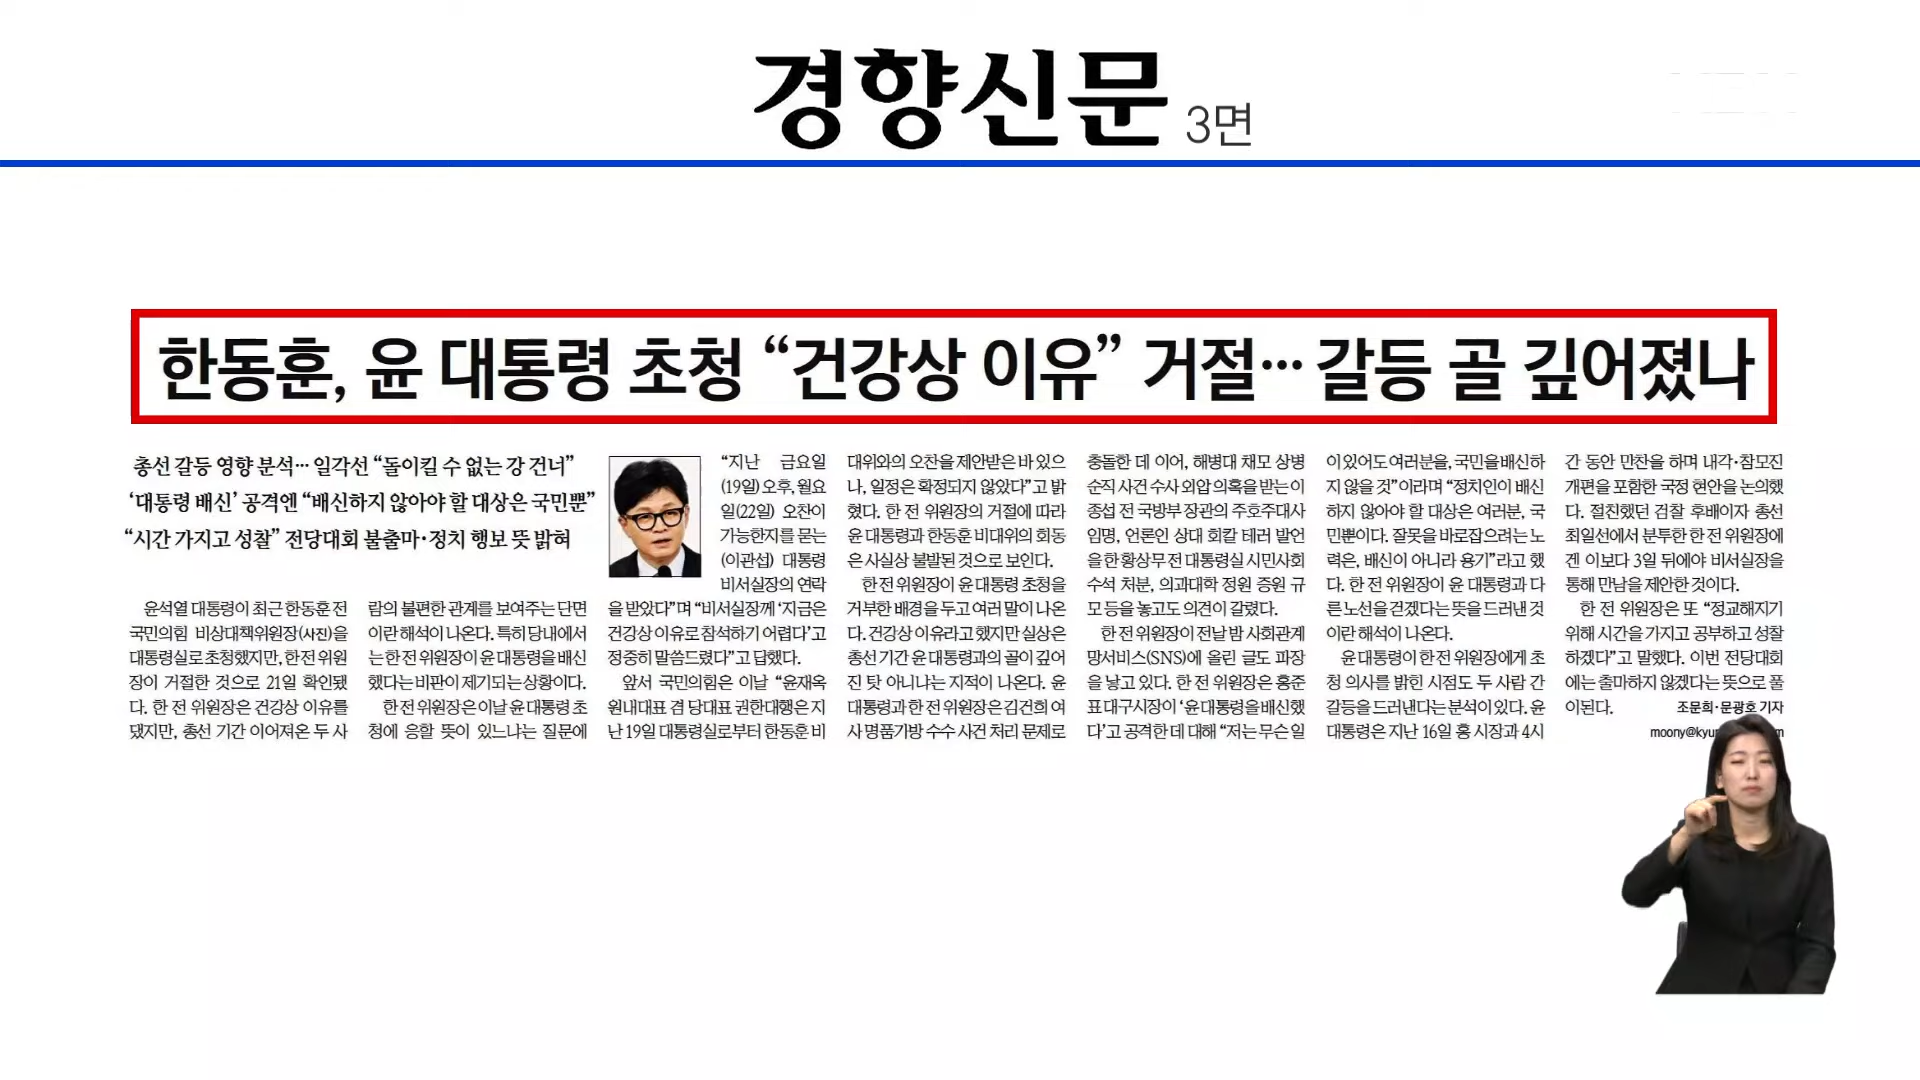 경향신문 3면
한동훈, 윤 대통령 초청 “건강상 이유” 거절… 갈등 골 깊어졌나
총선 갈등 영향 분석… 일각선 “돌이킬 수 없는 강 건너”
‘대통령 배신’ 공격엔 “배신하지 않아야 할 대상은 국민뿐”
“시간 가지고 성찰” 전당대회 불출마·정치 행보 뜻 밝혀
윤석열 대통령이 최근 한동훈 전
국민의힘 비상대책위원장(사진)을
대통령실로 초청했지만, 한 전 위원
장이 거절한 것으로 21일 확인됐
다. 한 전 위원장은 건강상 이유를
댔지만, 총선 기간 이어져온 두 사
람의 불편한 관계를 보여주는 단면
이란 해석이 나온다. 특히 당내에서
는 한 전 위원장이 윤 대통령을 배신
했다는 비판이 제기되는 상황이다.
한 전 위원장은 이날 윤 대통령 초
청에 응할 뜻이 있느냐는 질문에
“지난 금요일
(19일) 오후, 월요
일(22일) 오찬이
가능한지를 묻는
(이관섭) 대통령
비서실장의 연락
을 받았다”며 “비서실장께 ‘지금은
건강상 이유로 참석하기 어렵다’고
정중히 말씀드렸다”고 답했다.
앞서 국민의힘은 이날 “윤재옥
원내대표 겸 당대표 권한대행은 지
난 19일 대통령실로부터 한동훈 비
대위와의 오찬을 제안받은 바 있으
나, 일정은 확정되지 않았다”고 밝
혔다. 한 전 위원장의 거절에 따라
윤 대통령과 한동훈 비대위의 회동
은 사실상 불발된 것으로 보인다.
한 전 위원장이 윤 대통령 초청을
거부한 배경을 두고 여러 말이 나온
다. 건강상 이유라고 했지만 실상은
총선 기간 윤 대통령과의 골이 깊어
진 탓 아니냐는 지적이 나온다. 윤
대통령과 한 전 위원장은 김건희 여
사 명품가방 수수 사건 처리 문제로
충돌한 데 이어, 해병대 채모 상병
순직 사건 수사 외압 의혹을 받는 이
종섭 전 국방부 장관의 주호주대사
임명, 언론인 상대 회칼 테러 발언
을 한 황상무 전 대통령실 시민사회
수석 처분, 의과대학 정원 증원 규
모 등을 놓고도 의견이 갈렸다.
한 전 위원장이 전날 밤 사회관계
망서비스(SNS)에 올린 글도 파장
을 낳고 있다. 한 전 위원장은 홍준
표 대구시장이 ‘윤 대통령을 배신했
다’고 공격한 데 대해 “저는 무슨 일
이 있어도 여러분을, 국민을 배신하
지 않을 것”이라며 “정치인이 배신
하지 않아야 할 대상은 여러분, 국
민뿐이다. 잘못을 바로잡으려는 노
력은, 배신이 아니라 용기”라고 했
다. 한 전 위원장이 윤 대통령과 다
른 노선을 걷겠다는 뜻을 드러낸 것
이란 해석이 나온다.
윤 대통령이 한 전 위원장에게 초
청 의사를 밝힌 시점도 두 사람 간
갈등을 드러낸다는 분석이 있다. 윤
대통령은 지난 16일 홍 시장과 4시
간 동안 만찬을 하며 내각·참모진
개편을 포함한 국정 현안을 논의했
다. 절친했던 검찰 후배이자 총선
최일선에서 분투한 한 전 위원장에
겐 이보다 3일 뒤에야 비서실장을
통해 만남을 제안한 것이다.
한 전 위원장은 또 “정교해지기
위해 시간을 가지고 공부하고 성찰
하겠다”고 말했다. 이번 전당대회
에는 출마하지 않겠다는 뜻으로 풀
이된다.
조문희·문광호 기자
moony@kyu